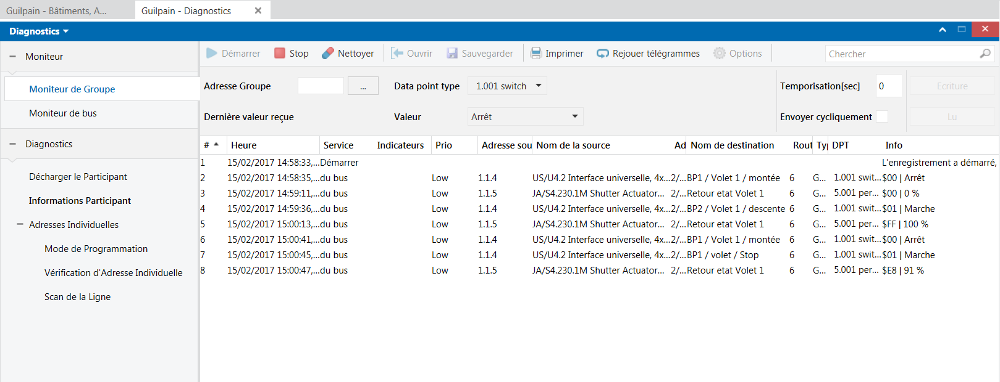 Guilpain - Bâtiments, A...
Guilpain - Diagnostics
Diagnostics
Moniteur
Moniteur de Groupe
Moniteur de bus
Diagnostics
Décharger le Participant
Informations Participant
Adresses Individuelles
Mode de Programmation
Vérification d'Adresse Individuelle
Scan de la Ligne
Démarrer Stop Nettoyer Ouvrir Sauvegarder Imprimer Rejouer télégrammes Options Chercher
Adresse Groupe ... Data point type 1.001 switch Temporisation[sec] 0 Ecriture
Dernière valeur reçue Valeur Arrêt Envoyer cycliquement Lu
# Heure Service Indicateurs Prio Adresse sou Nom de la source Ad Nom de destination Rout Ty DPT Info
1 15/02/2017 14:58:33,...Démarrer L'enregistrement a démarré,
2 15/02/2017 14:58:35,...du bus Low 1.1.4 US/U4.2 Interface universelle, 4x...2/...BP1 / Volet 1 / montée 6 G... 1.001 swit...$00 | Arrêt
3 15/02/2017 14:59:11,...du bus Low 1.1.5 JA/S4.230.1M Shutter Actuator... 2/...Retour etat Volet 1 6 G... 5.001 per...$00 | 0 %
4 15/02/2017 14:59:36,...du bus Low 1.1.4 US/U4.2 Interface universelle, 4x...2/...BP2 / Volet 1 / descente 6 G... 1.001 swit...$01 | Marche
5 15/02/2017 15:00:13,...du bus Low 1.1.5 JA/S4.230.1M Shutter Actuator... 2/...Retour etat Volet 1 6 G... 5.001 per...$FF | 100 %
6 15/02/2017 15:00:41,...du bus Low 1.1.4 US/U4.2 Interface universelle, 4x...2/...BP1 / Volet 1 / montée 6 G... 1.001 swit...$00 | Arrêt
7 15/02/2017 15:00:45,...du bus Low 1.1.4 US/U4.2 Interface universelle, 4x...2/...BP1 / volet / Stop 6 G... 1.001 swit...$01 | Marche
8 15/02/2017 15:00:47,...du bus Low 1.1.5 JA/S4.230.1M Shutter Actuator... 2/...Retour etat Volet 1 6 G... 5.001 per...$E8 | 91 %